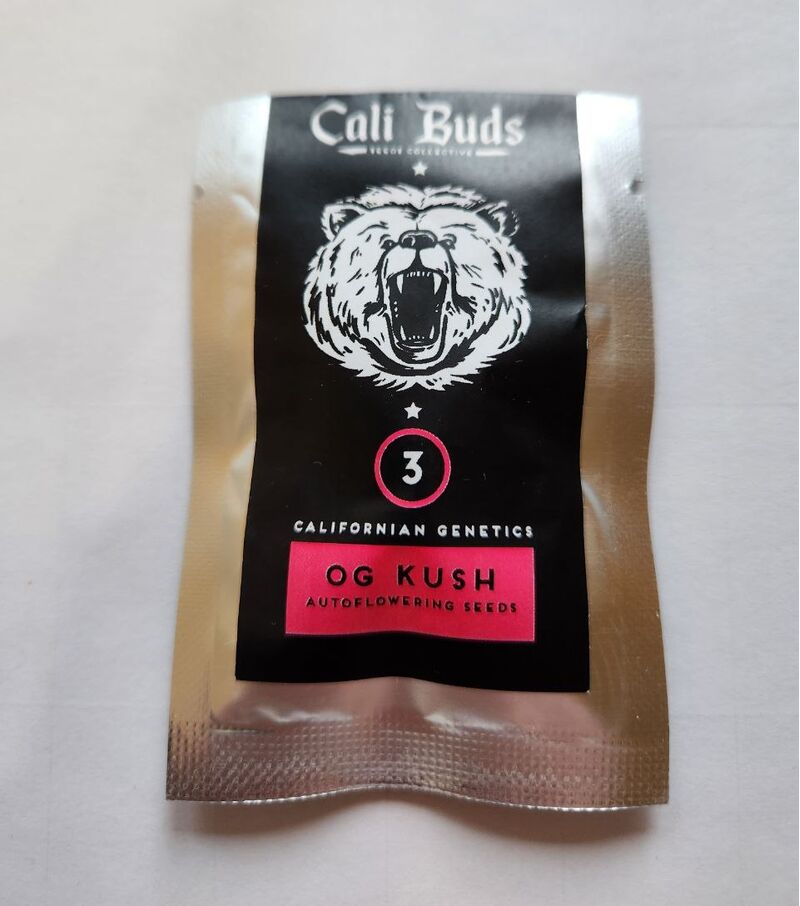 Cali Buds
SEEDS COLLECTIVE
3
CALIFORNIAN GENETICS
OG KUSH
AUTOFLOWERING SEEDS